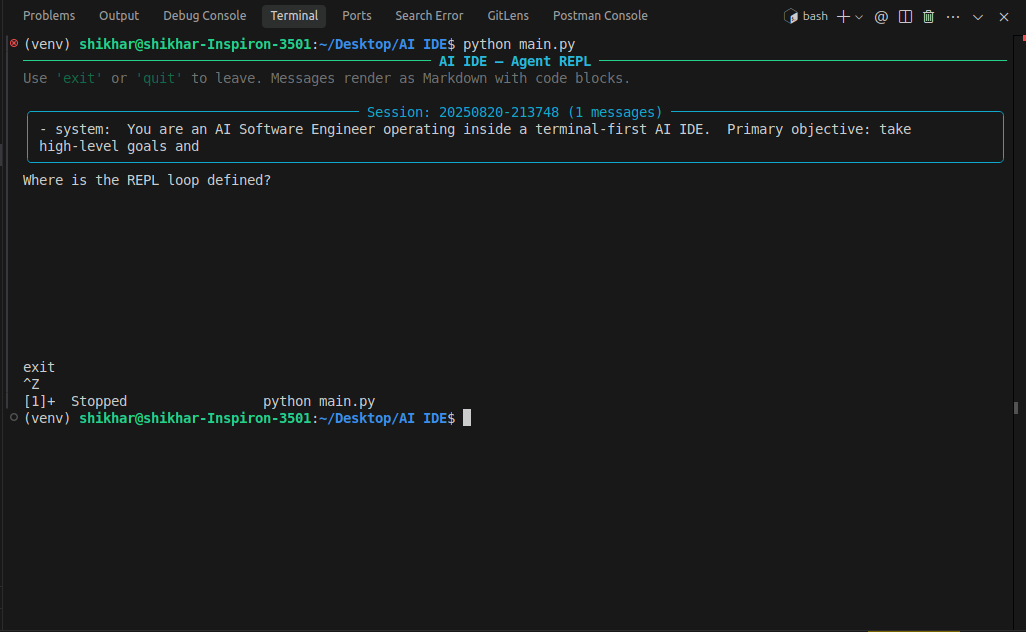 Problems Output Debug Console Terminal Ports Search Error GitLens Postman Console bash
(venv) shikhar@shikhar-Inspiron-3501:~/Desktop/AI IDE$ python main.py
AI IDE — Agent REPL
Use 'exit' or 'quit' to leave. Messages render as Markdown with code blocks.
Session: 20250820-213748 (1 messages)
- system: You are an AI Software Engineer operating inside a terminal-first AI IDE. Primary objective: take
high-level goals and
Where is the REPL loop defined?
exit
^Z
[1]+ Stopped python main.py
(venv) shikhar@shikhar-Inspiron-3501:~/Desktop/AI IDE$